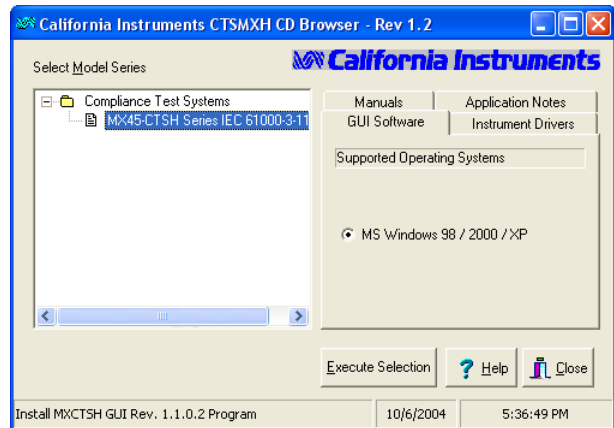 California Instruments CTSMXH CD Browser - Rev 1.2
Select Model Series
California Instruments
Compliance Test Systems
MX45-CTSH Series IEC 61000-3-11
Manuals
Application Notes
GUI Software
Instrument Drivers
Supported Operating Systems
MS Windows 98 / 2000 / XP
Execute Selection
? Help
Close
Install MXCTSH GUI Rev. 1.1.0.2 Program
10/6/2004
5:36:49 PM